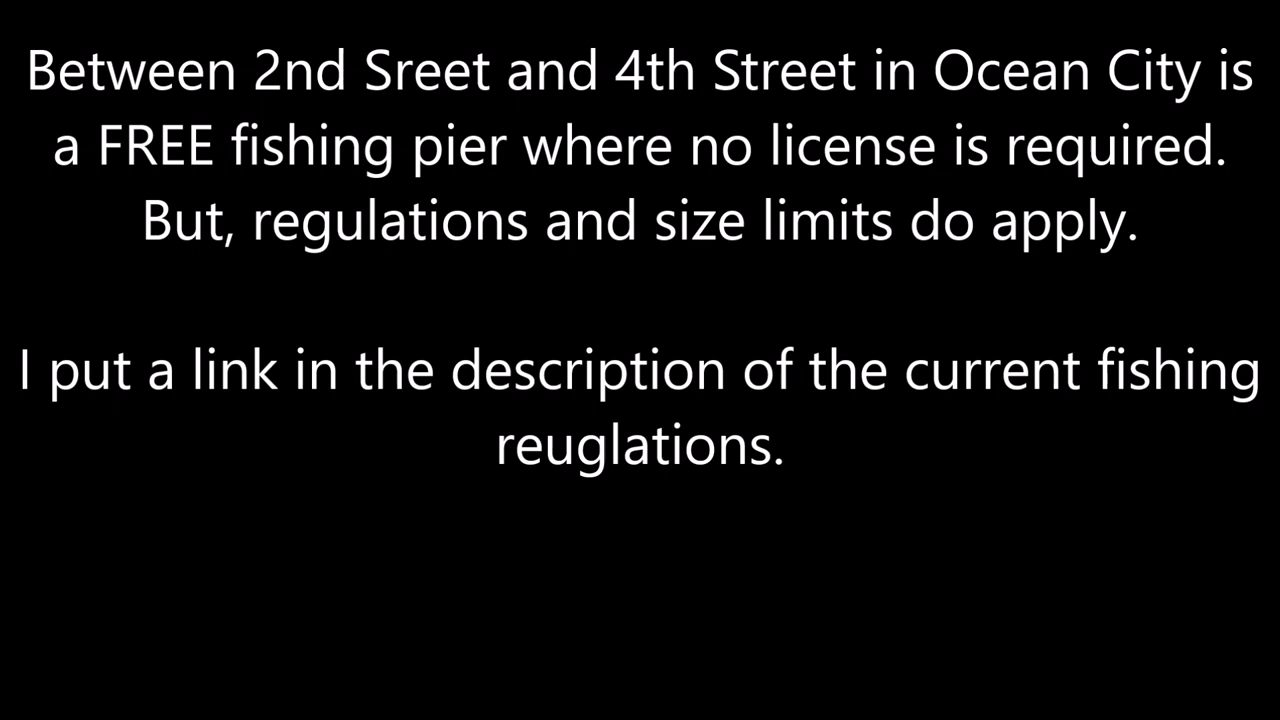 Between 2nd Sreet and 4th Street in Ocean City is
a FREE fishing pier where no license is required.
But, regulations and size limits do apply.
I put a link in the description of the current fishing
reuglations.